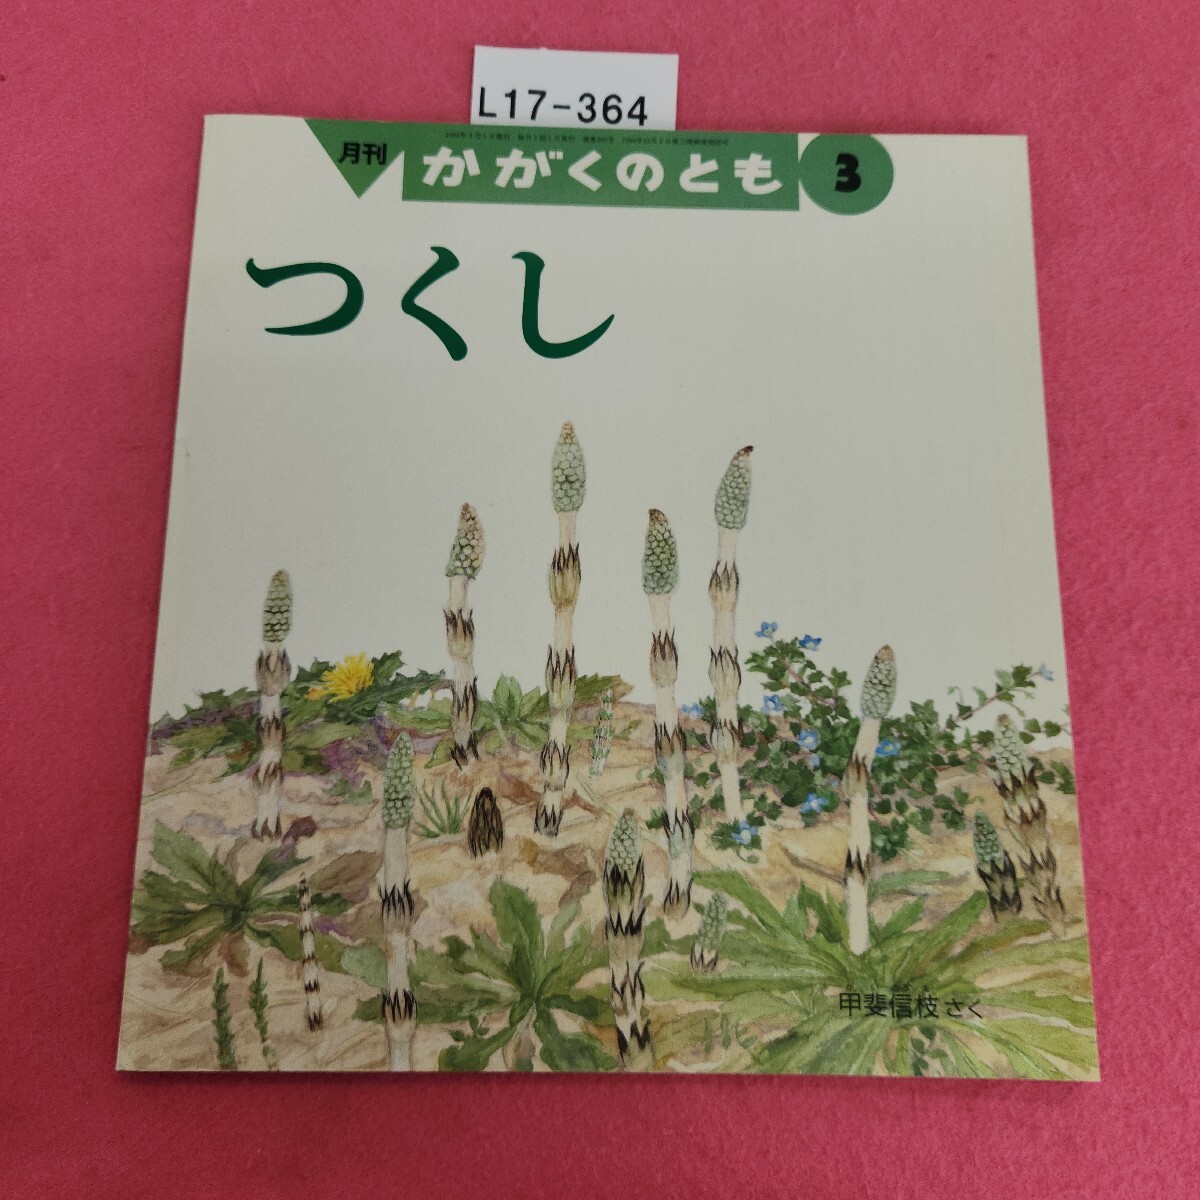 L17-364
月刊
かがくのとも
3
つくし
甲斐信枝 さく